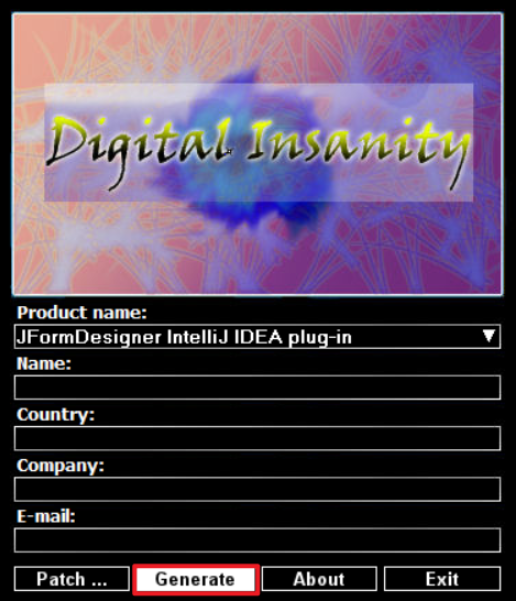 Digital Insanity
Product name:
JFormDesigner IntelliJ IDEA plug-in
Name:
Country:
Company:
E-mail:
Patch ... Generate About Exit